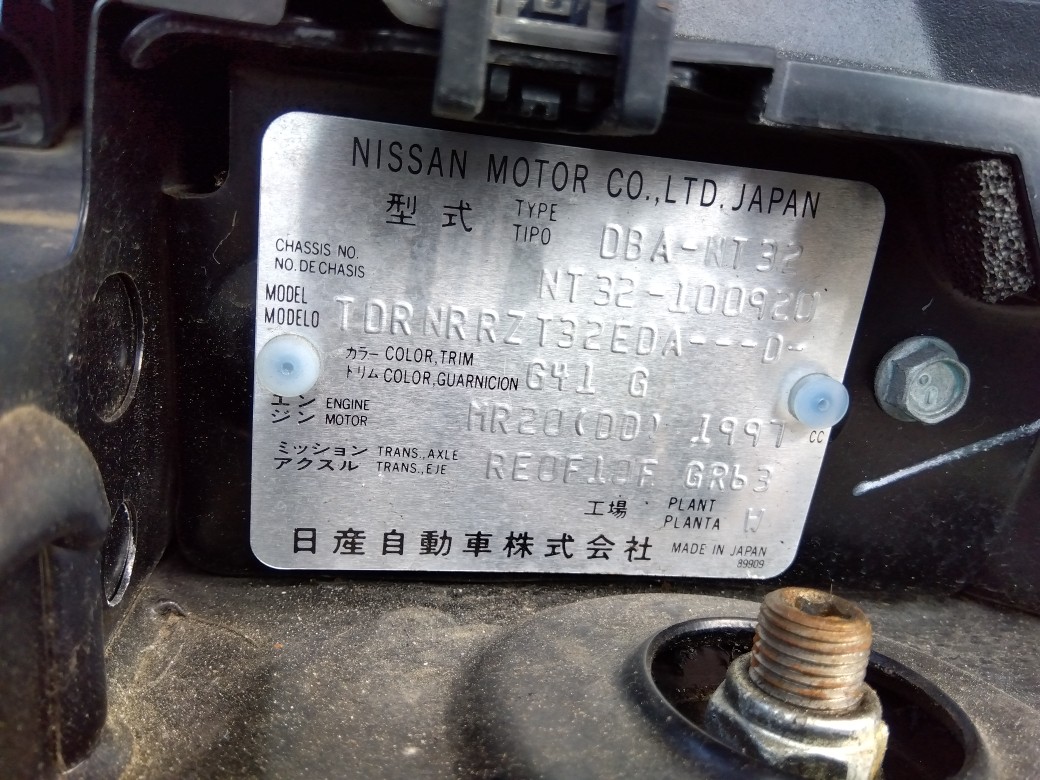 NISSAN MOTOR CO.,LTD. JAPAN
型式 TYPE TIPO DBA-NT32
CHASSIS NO. NO.DECHASIS NT32-100920
MODEL MODELO TDRNRRZT32EDA---D-
カラー COLOR,TRIM トリム COLOR,GUARNICION G41 G
エンジン ENGINE MOTOR MR20(DD) 1997 CC
ミッション TRANS.,AXLE アクスル TRANS.,EJE GR63
工場 PLANT PLANTA W
日産自動車株式会社 MADE IN JAPAN
89909